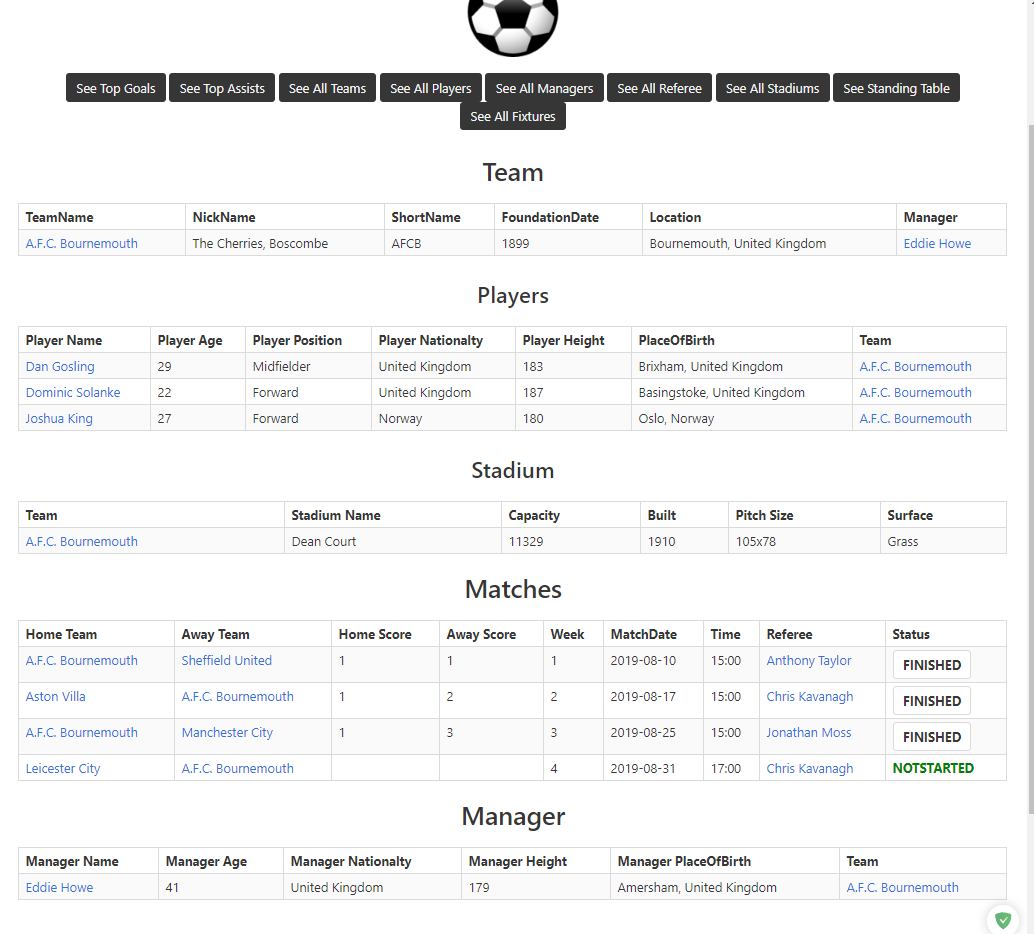 See Top Goals See Top Assists See All Teams See All Players See All Managers See All Referee See All Stadiums See Standing Table
See All Fixtures
Team
TeamName NickName ShortName FoundationDate Location Manager
A.F.C. Bournemouth The Cherries, Boscombe AFCB 1899 Bournemouth, United Kingdom Eddie Howe
Players
Player Name Player Age Player Position Player Nationalty Player Height PlaceOfBirth Team
Dan Gosling 29 Midfielder United Kingdom 183 Brixham, United Kingdom A.F.C. Bournemouth
Dominic Solanke 22 Forward United Kingdom 187 Basingstoke, United Kingdom A.F.C. Bournemouth
Joshua King 27 Forward Norway 180 Oslo, Norway A.F.C. Bournemouth
Stadium
Team Stadium Name Capacity Built Pitch Size Surface
A.F.C. Bournemouth Dean Court 11329 1910 105x78 Grass
Matches
Home Team Away Team Home Score Away Score Week MatchDate Time Referee Status
A.F.C. Bournemouth Sheffield United 1 1 1 2019-08-10 15:00 Anthony Taylor FINISHED
Aston Villa A.F.C. Bournemouth 1 2 2 2019-08-17 15:00 Chris Kavanagh FINISHED
A.F.C. Bournemouth Manchester City 1 3 3 2019-08-25 15:00 Jonathan Moss FINISHED
Leicester City A.F.C. Bournemouth 4 2019-08-31 17:00 Chris Kavanagh NOTSTARTED
Manager
Manager Name Manager Age Manager Nationalty Manager Height Manager PlaceOfBirth Team
Eddie Howe 41 United Kingdom 179 Amersham, United Kingdom A.F.C. Bournemouth